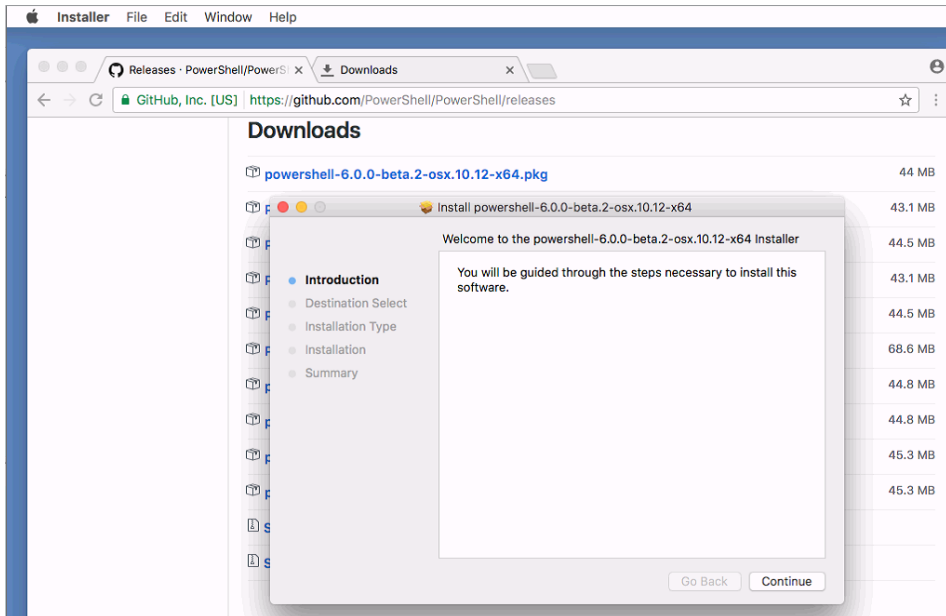 Installer File Edit Window Help
Releases · PowerShell/PowerS Downloads
GitHub, Inc. [US] https://github.com/PowerShell/PowerShell/releases
Downloads
powershell-6.0.0-beta.2-osx.10.12-x64.pkg 44 MB
43.1 MB
Install powershell-6.0.0-beta.2-osx.10.12-x64
Welcome to the powershell-6.0.0-beta.2-osx.10.12-x64 Installer
44.5 MB
You will be guided through the steps necessary to install this
software.
Introduction
43.1 MB
Destination Select
44.5 MB
Installation Type
Installation
68.6 MB
Summary
44.8 MB
44.8 MB
45.3 MB
45.3 MB
Go Back Continue